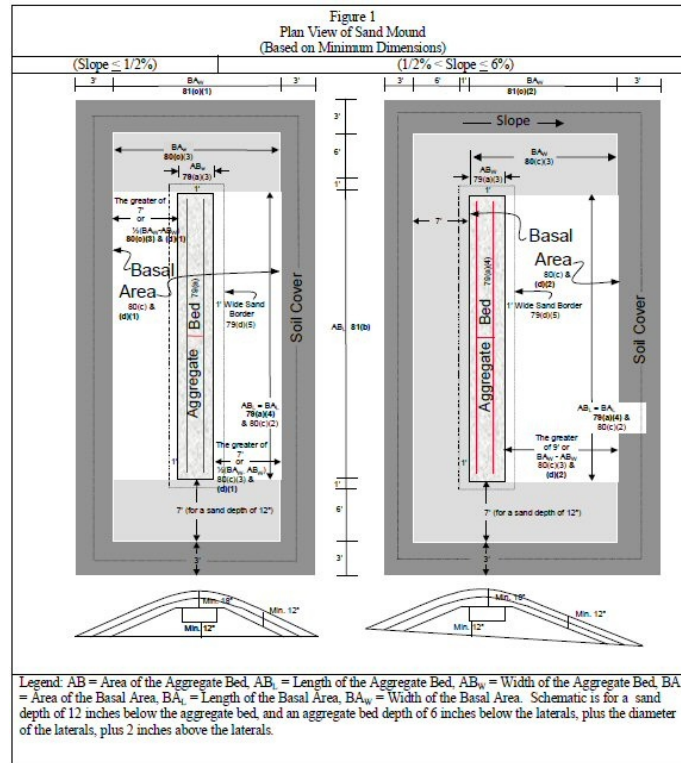 Figure 1
Plan View of Sand Mound
(Based on Minimum Dimensions)
(Slope ≤ 1/2%)
(1/2% < Slope ≤ 6%)
3'
BAW
81(c)(1)
3'
3'
6'
1'
BAW
81(c)(2)
3'
BAW
80(c)(3)
ABW
79(a)(3)
1'
The greater of
7'
or
½(BAW-ABW)
80(c)(3) & (d)(1)
Basal
Area
80(c) &
(d)(1)
Aggregate Bed 79(a)
1' Wide Sand
Border
79(d)(5)
Soil Cover
ABL = BAL
79(a)(4)
& 80(c)(2)
The greater of
7'
or
½(BAW- ABW)
80(c)(3) &
(d)(1)
1'
7' (for a sand depth of 12")
3'
3'
6'
1'
ABL 81(b)
1'
6'
3'
Slope
BAW
80(c)(3)
ABW
79(a)(3)
1'
7'
Basal
Area
80(c) &
(d)(2)
Aggregate Bed 79(a)(4)
1' Wide Sand Border
79(d)(5)
Soil Cover
ABL = BAL
79(a)(4) &
80(c)(2)
The greater
of 9' or
BAW - ABW
80(c)(3) &
(d)(2)
7' (for a sand depth of 12")
3'
Min. 18"
Min. 12"
Min. 12"
Min. 18"
Min. 12"
Min. 12"
Legend: AB = Area of the Aggregate Bed, ABL = Length of the Aggregate Bed, ABW = Width of the Aggregate Bed, BA
= Area of the Basal Area, BAL = Length of the Basal Area, BAW = Width of the Basal Area. Schematic is for a sand
depth of 12 inches below the aggregate bed, and an aggregate bed depth of 6 inches below the laterals, plus the diameter
of the laterals, plus 2 inches above the laterals.